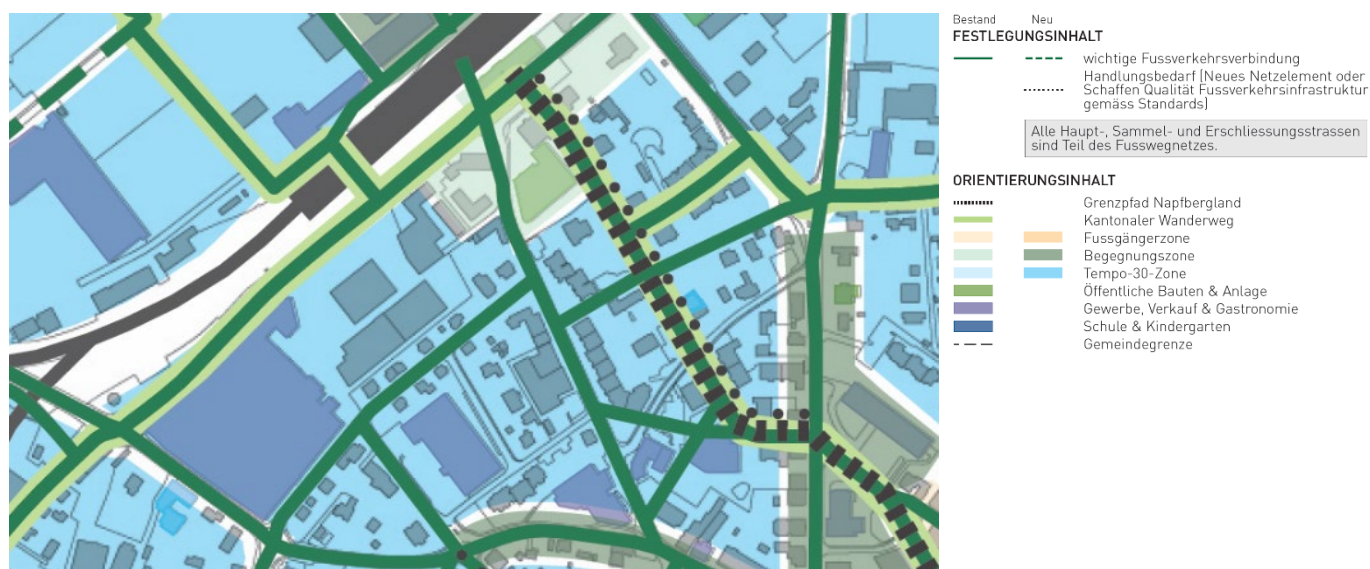 Bestand Neu
FESTLEGUNGSINHALT
wichtige Fussverkehrsverbindung
Handlungsbedarf (Neues Netzelement oder
Schaffen Qualität Fussverkehrsinfrastruktur
gemäss Standards)
Alle Haupt-, Sammel- und Erschliessungsstrassen
sind Teil des Fusswegnetzes.
ORIENTIERUNGSINHALT
Grenzpfad Napfbergland
Kantonaler Wanderweg
Fussgängerzone
Begegnungszone
Tempo-30-Zone
Öffentliche Bauten & Anlage
Gewerbe, Verkauf & Gastronomie
Schule & Kindergarten
Gemeindegrenze